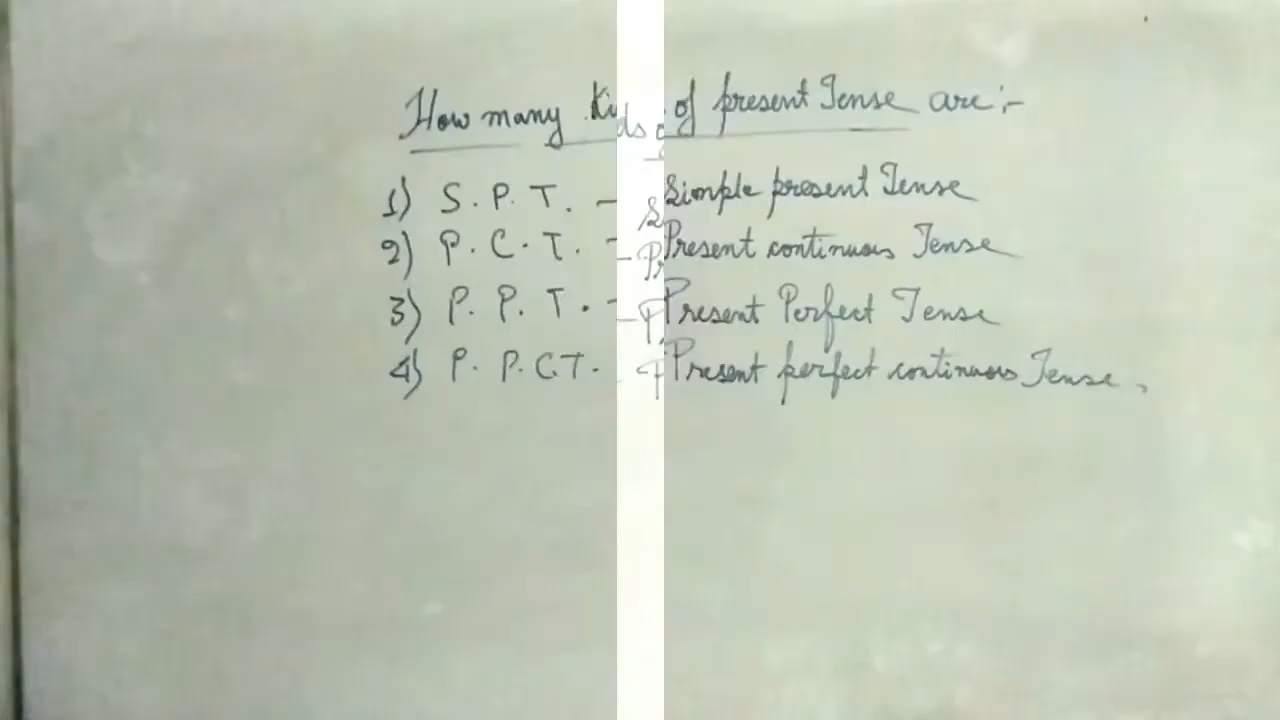 How many Kids of present Tense are:-
1) S. P. T. - Simple present Tense
2) P. C. T. - Present continuous Tense
3) P. P. T. - Present Perfect Tense
4) P. P.C.T. - Present perfect continuous Tense.